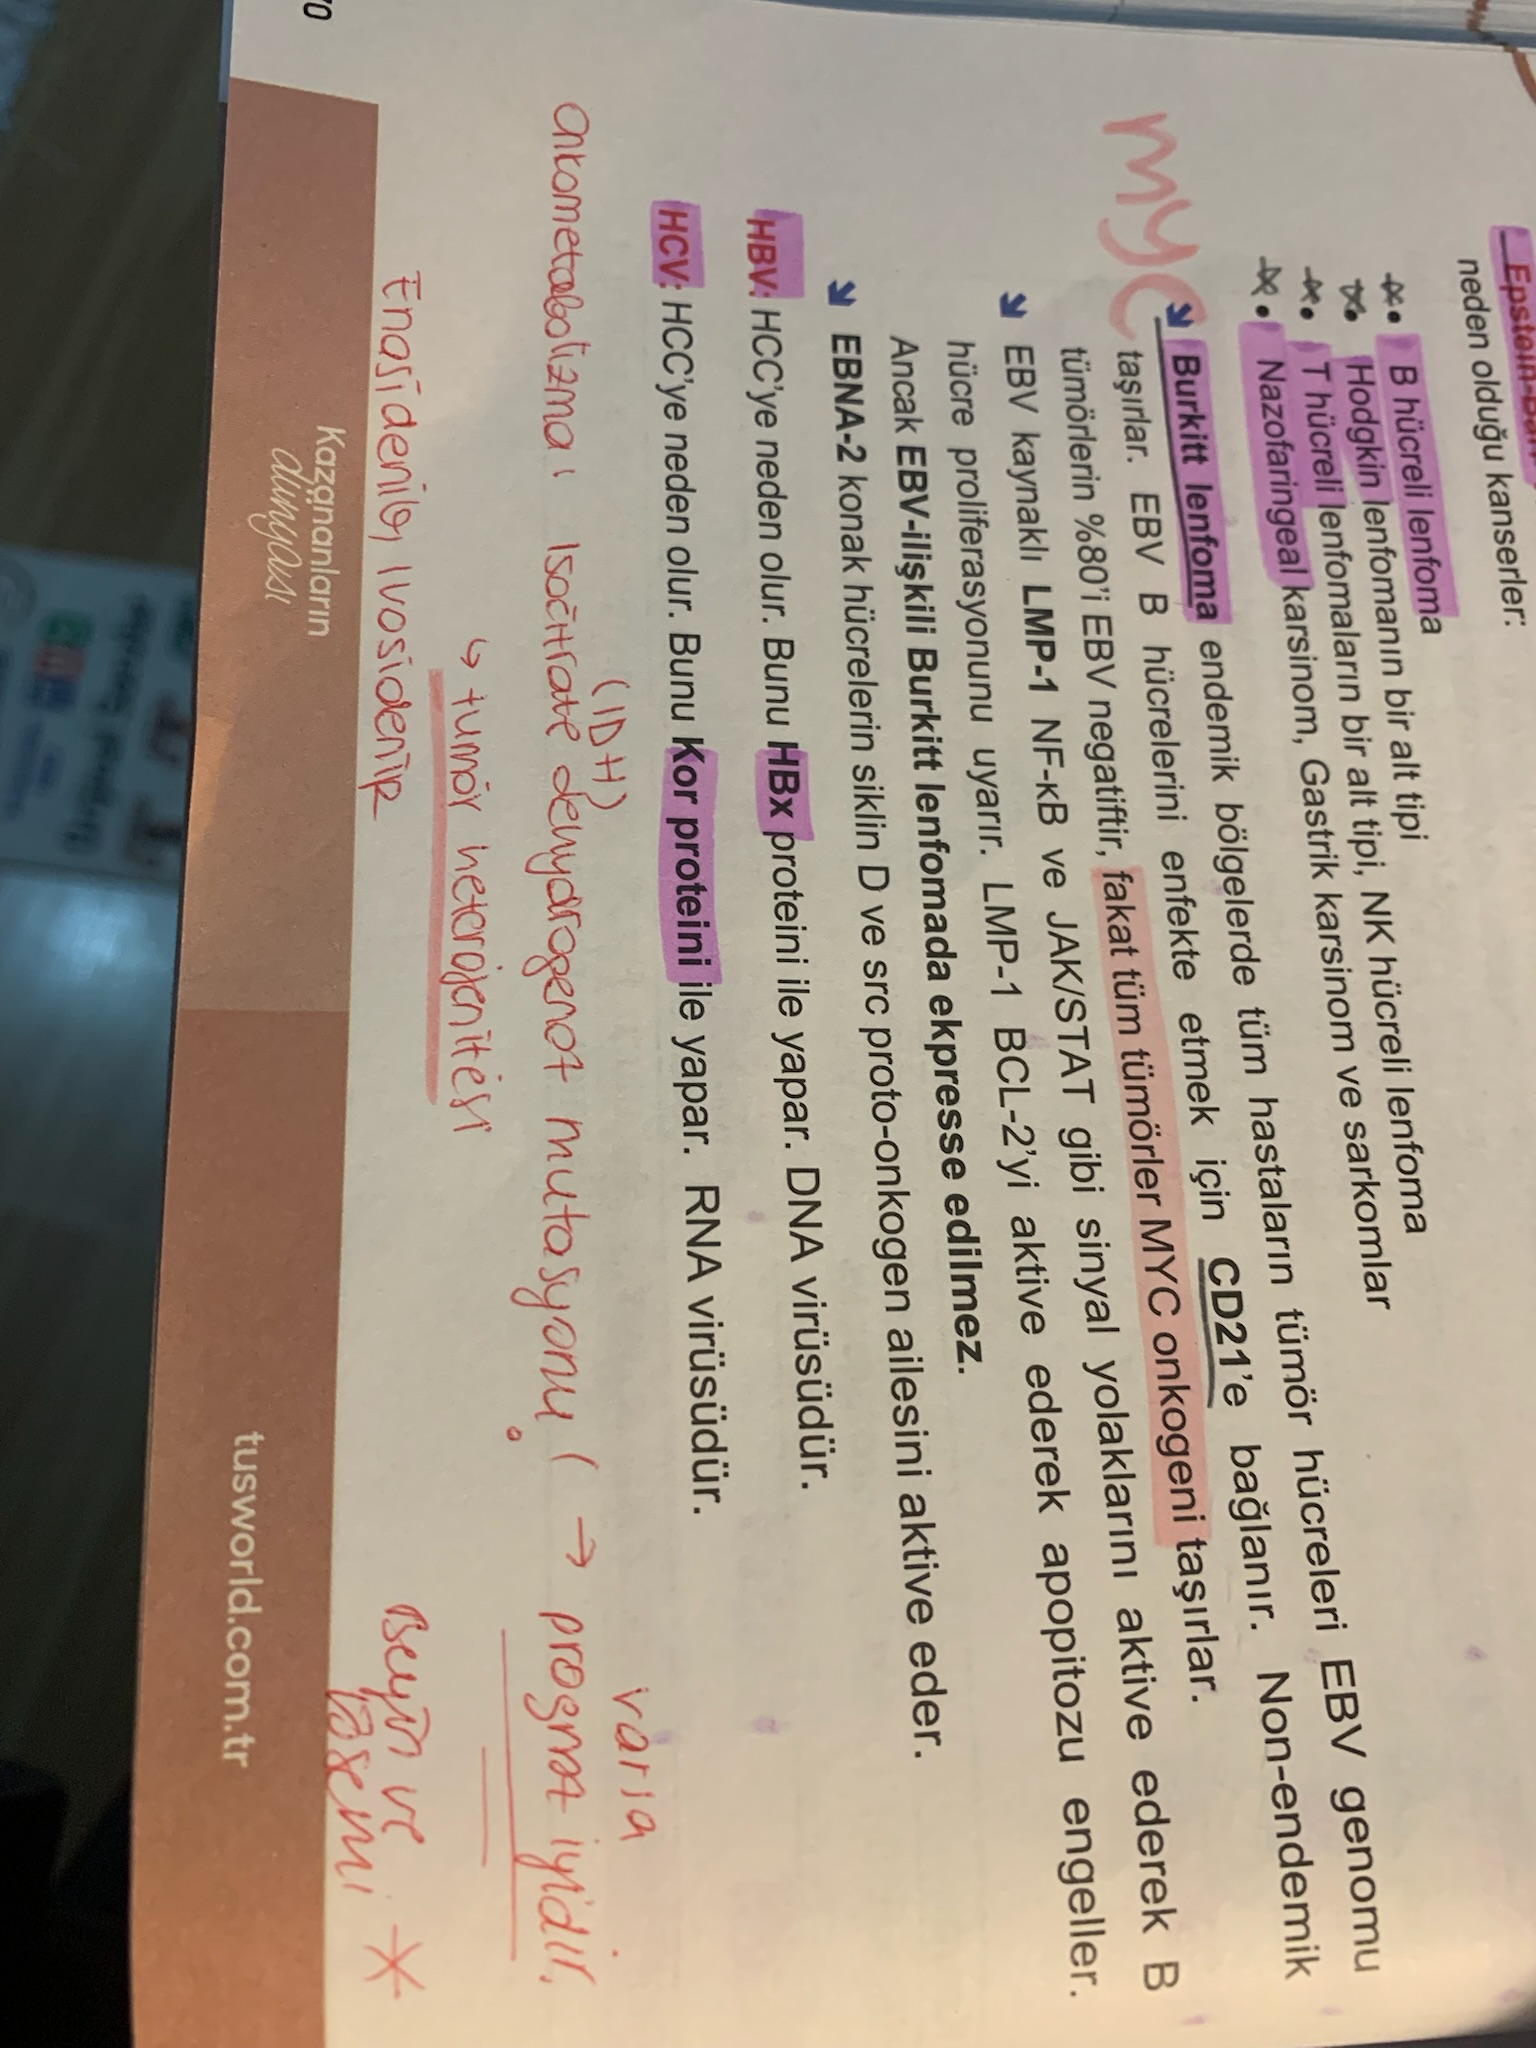 Epstein-Barr
neden olduğu kanserler:
• B hücreli lenfoma
• Hodgkin lenfomanın bir alt tipi
• T hücreli lenfomaların bir alt tipi, NK hücreli lenfoma
• Nazofaringeal karsinom, Gastrik karsinom ve sarkomlar
MYC
Burkitt lenfoma endemik bölgelerde tüm hastaların tümör hücreleri EBV genomu
taşırlar. EBV B hücrelerini enfekte etmek için CD21'e bağlanır. Non-endemik
tümörlerin %80'i EBV negatiftir, fakat tüm tümörler MYC onkogeni taşırlar.
EBV kaynaklı LMP-1 NF-κB ve JAK/STAT gibi sinyal yolaklarını aktive ederek B
hücre proliferasyonunu uyarır. LMP-1 BCL-2'yi aktive ederek apopitozu engeller.
Ancak EBV-ilişkili Burkitt lenfomada ekpresse edilmez.
EBNA-2 konak hücrelerin siklin D ve src proto-onkogen ailesini aktive eder.
HBV: HCC'ye neden olur. Bunu HBx proteini ile yapar. DNA virüsüdür.
HCV: HCC'ye neden olur. Bunu Kor proteini ile yapar. RNA virüsüdür.
(IDH) varsa
onkometabolizma: Isocitrate dehydrogenat mutasyonu ( → prognoz iyidir.
↳ tümör heterojenitesi
Enasidenib, Ivosidenip
Beyin ve
lösemi *
Kazananların
dünyası
tusworld.com.tr
70